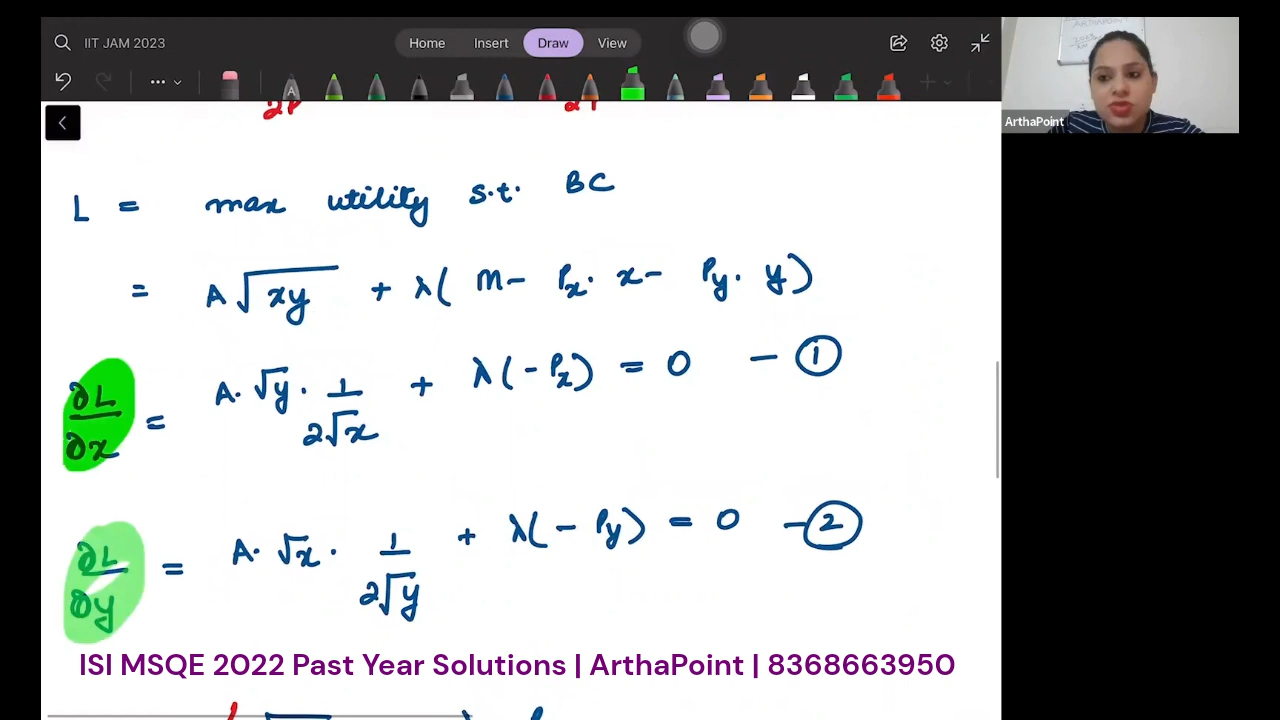 IIT JAM 2023
Home Insert Draw View
ArthaPoint
L = max utility s.t. BC
= A√xy + λ( m - Px. x - Py. y)
∂L/∂x = A. √y . 1/2√x + λ(-Px) = 0 - ①
∂L/∂y = A. √x . 1/2√y + λ(-Py) = 0 - ②
ISI MSQE 2022 Past Year Solutions | ArthaPoint | 8368663950